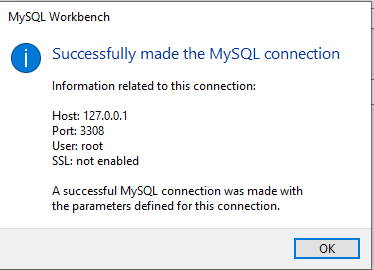 MySQL Workbench
Successfully made the MySQL connection
Information related to this connection:
Host: 127.0.0.1
Port: 3308
User: root
SSL: not enabled
A successful MySQL connection was made with
the parameters defined for this connection.
OK